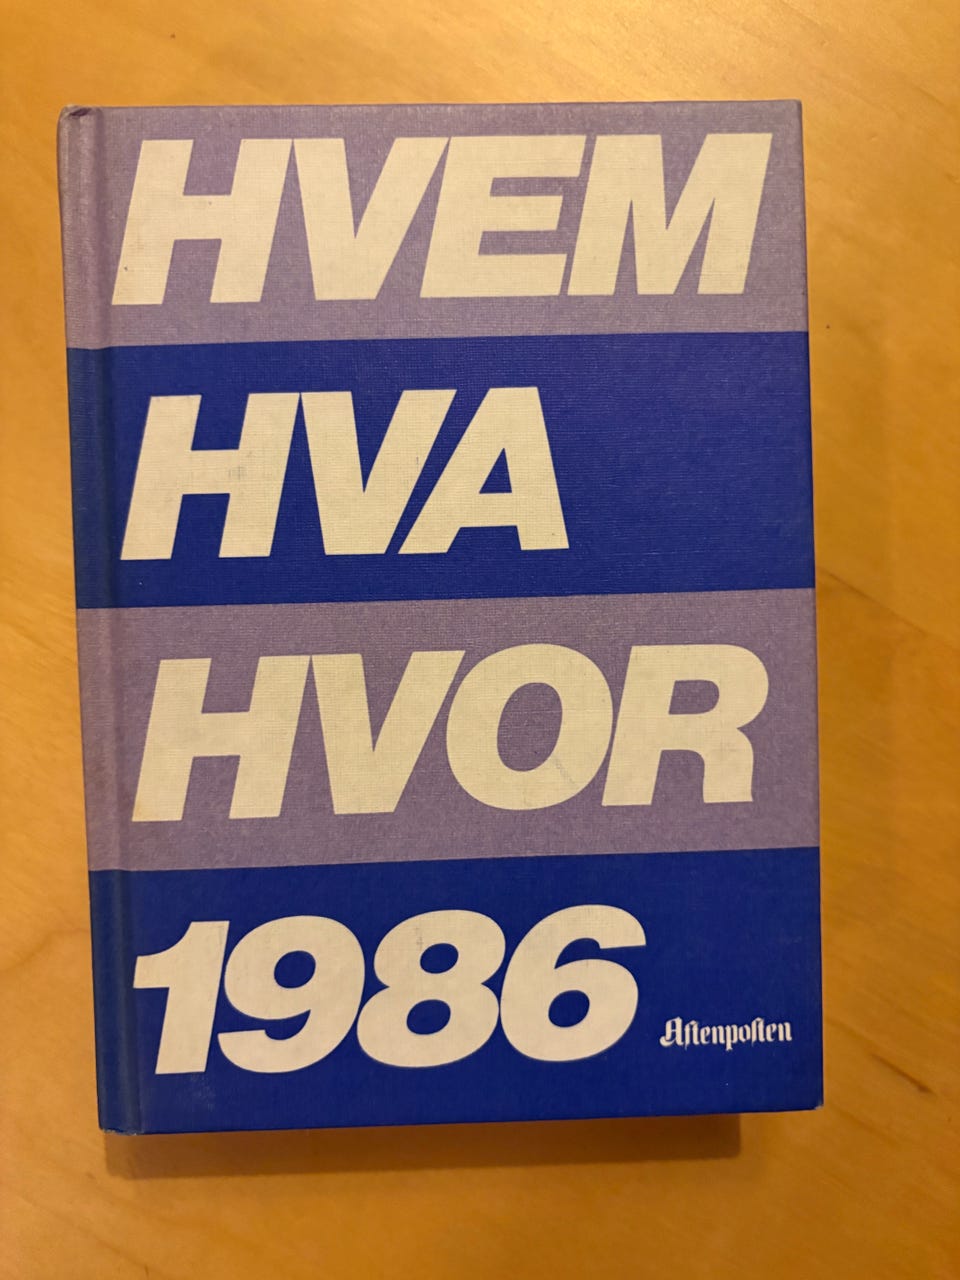 HVEM
HVA
HVOR
1986
Aftenposten